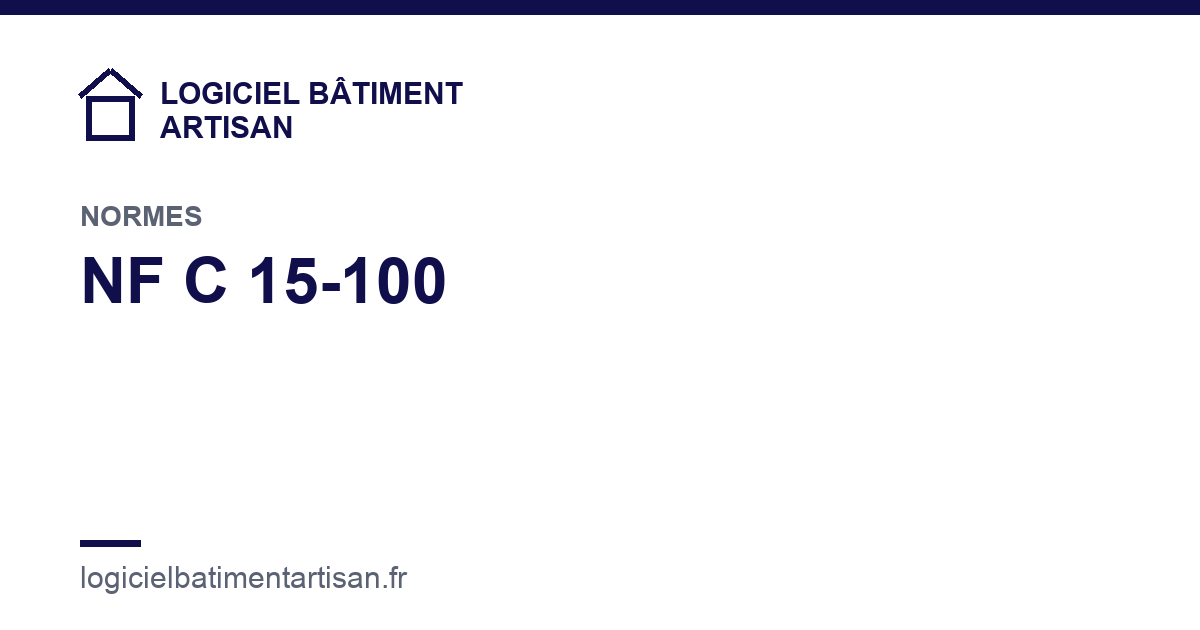 LOGICIEL BÂTIMENT
ARTISAN
NORMES
NF C 15-100
logicielbatimentartisan.fr